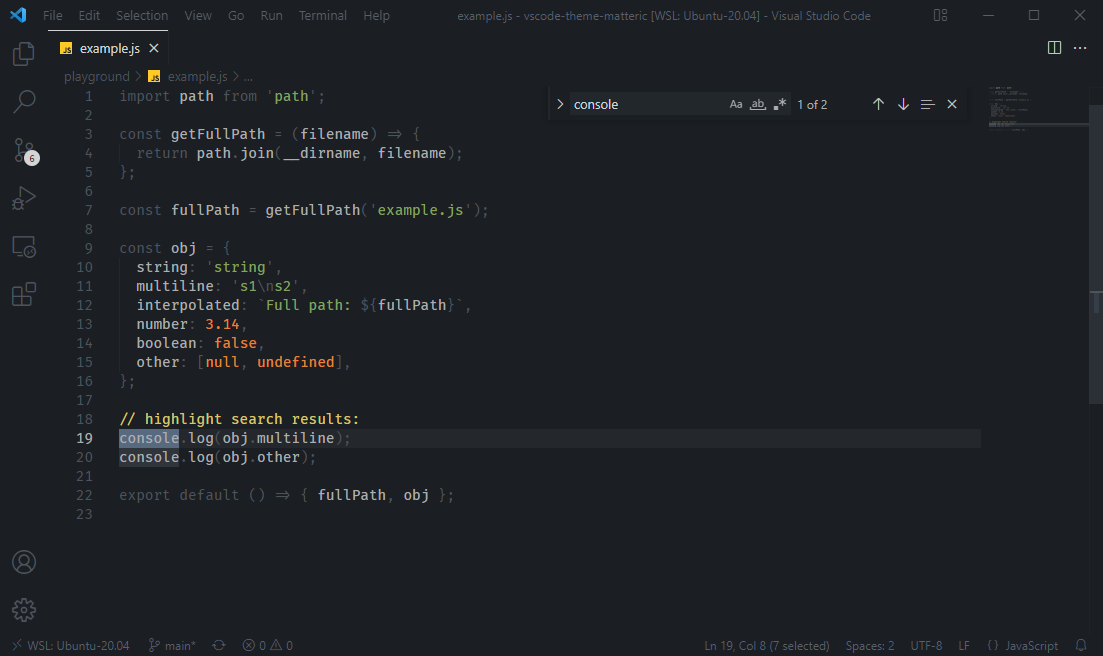 File Edit Selection View Go Run Terminal Help example.js - vscode-theme-matteric [WSL: Ubuntu-20.04] - Visual Studio Code
JS example.js
playground > JS example.js > ...
console Aa ab .* 1 of 2
1 import path from 'path';
2
3 const getFullPath = (filename) => {
4   return path.join(__dirname, filename);
5 };
6
7 const fullPath = getFullPath('example.js');
8
9 const obj = {
10   string: 'string',
11   multiline: 's1\ns2',
12   interpolated: `Full path: ${fullPath}`,
13   number: 3.14,
14   boolean: false,
15   other: [null, undefined],
16 };
17
18 // highlight search results:
19 console.log(obj.multiline);
20 console.log(obj.other);
21
22 export default () => { fullPath, obj };
23
6
WSL: Ubuntu-20.04 main* 0 0 Ln 19, Col 8 (7 selected) Spaces: 2 UTF-8 LF {} JavaScript